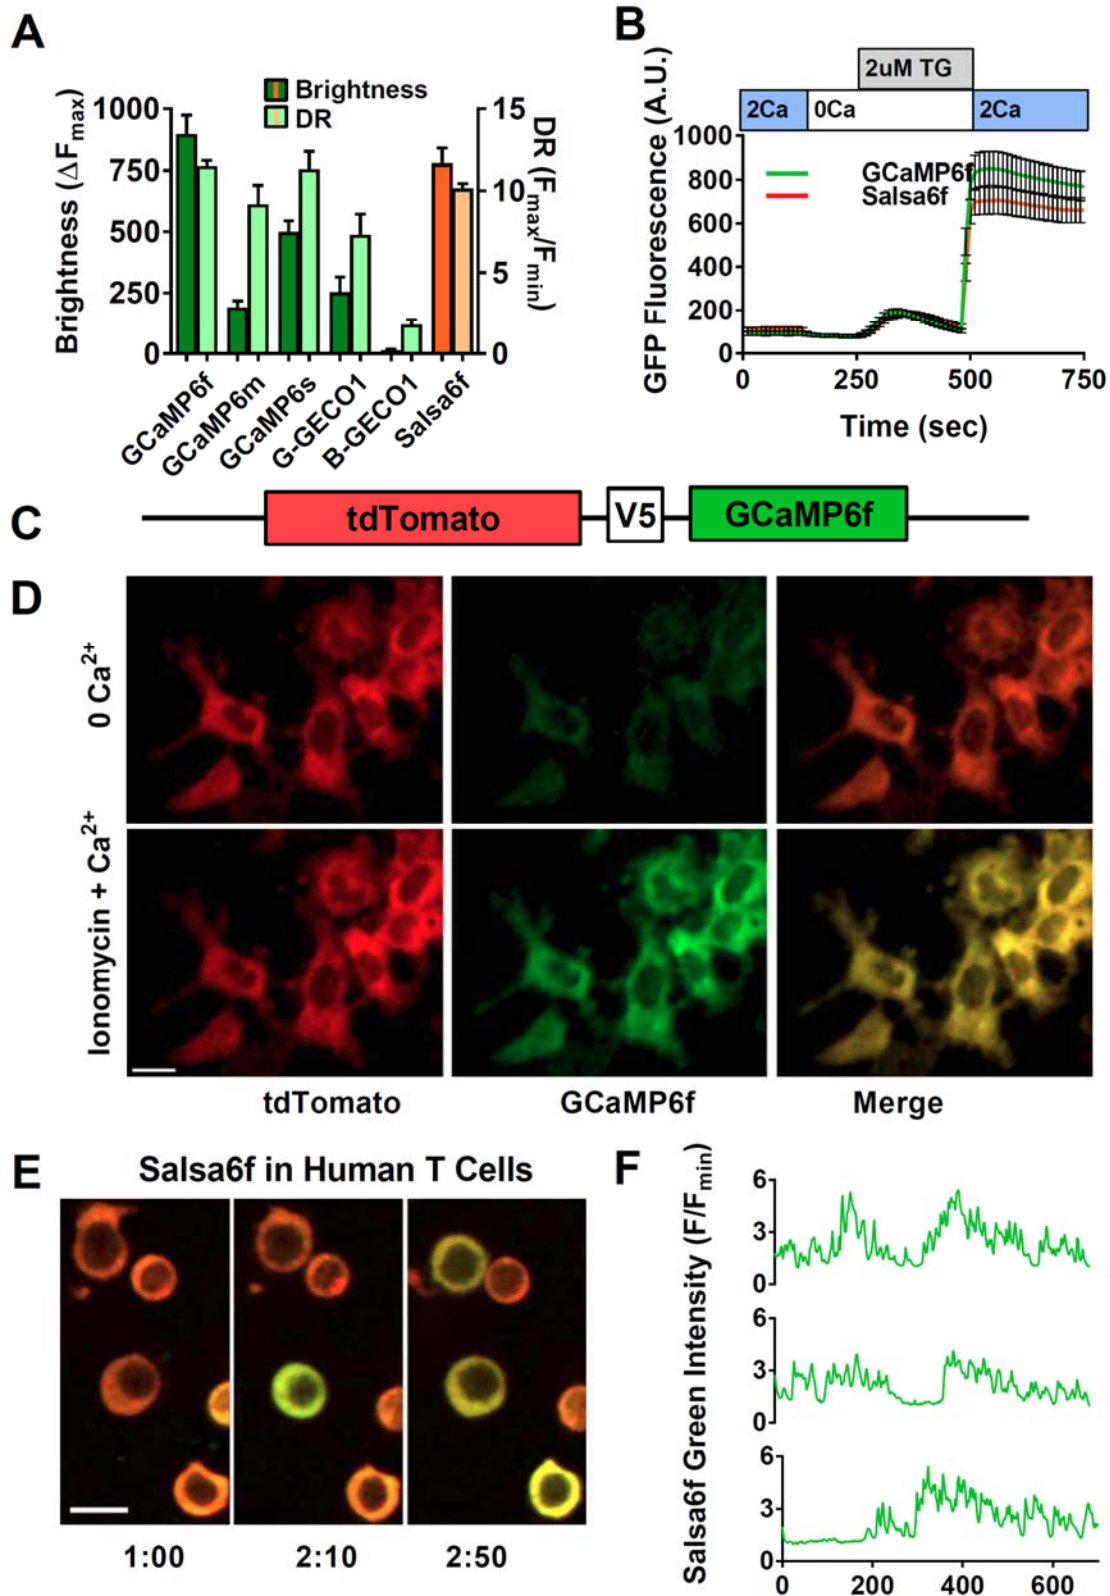 A
Brightness
DR
Brightness (ΔFmax)
1000
750
500
250
0
15
10
5
0
DR (Fmax/Fmin)
GCaMP6f
GCaMP6m
GCaMP6s
G-GECO1
B-GECO1
Salsa6f
B
2uM TG
2Ca
0Ca
2Ca
GFP Fluorescence (A.U.)
1000
800
600
400
200
0
GCaMP6f
Salsa6f
0
250
500
750
Time (sec)
C
tdTomato
V5
GCaMP6f
D
0 Ca2+
Ionomycin + Ca2+
tdTomato
GCaMP6f
Merge
E
Salsa6f in Human T Cells
1:00
2:10
2:50
F
Salsa6f Green Intensity (F/Fmin)
6
3
0
6
3
0
6
3
0
0
200
400
600